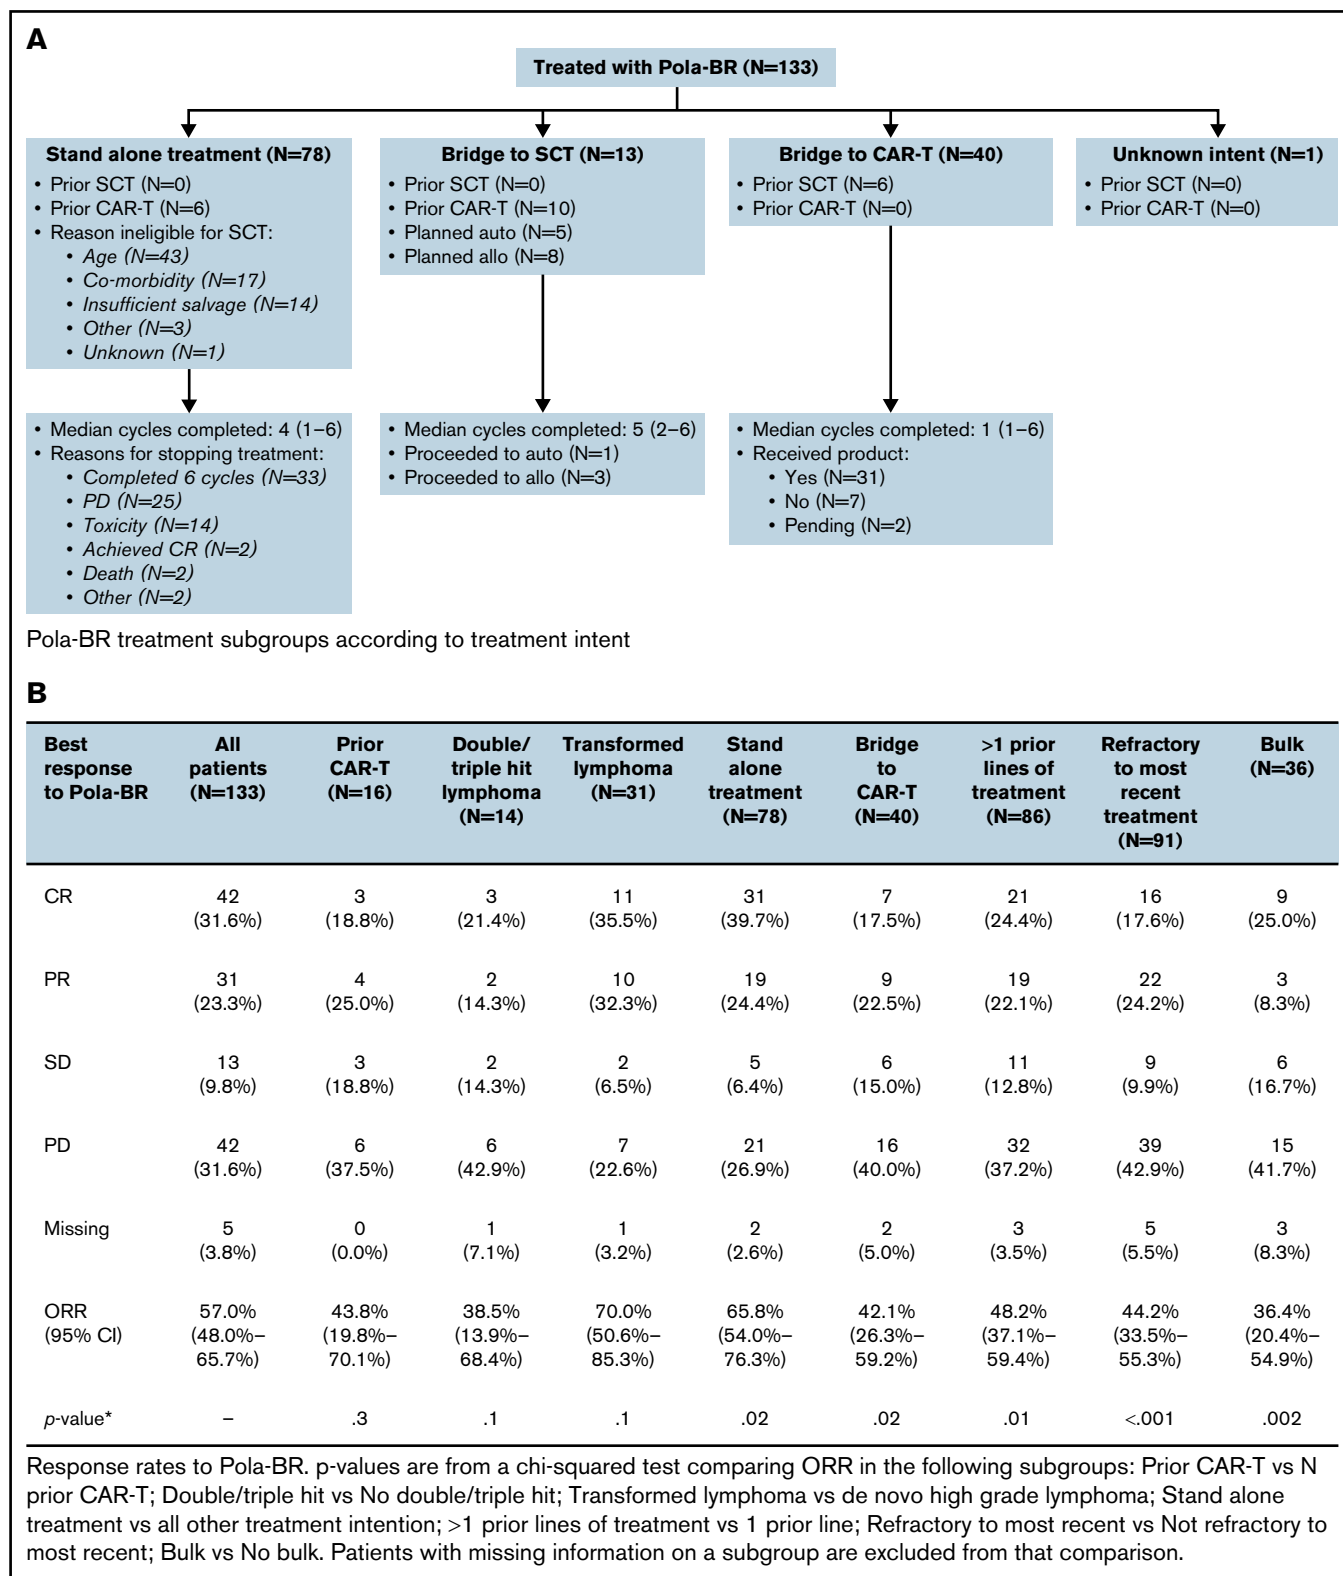 A
Treated with Pola-BR (N=133)
Stand alone treatment (N=78)
• Prior SCT (N=0)
• Prior CAR-T (N=6)
• Reason ineligible for SCT:
• Age (N=43)
• Co-morbidity (N=17)
• Insufficient salvage (N=14)
• Other (N=3)
• Unknown (N=1)
Bridge to SCT (N=13)
• Prior SCT (N=0)
• Prior CAR-T (N=10)
• Planned auto (N=5)
• Planned allo (N=8)
Bridge to CAR-T (N=40)
• Prior SCT (N=6)
• Prior CAR-T (N=0)
Unknown intent (N=1)
• Prior SCT (N=0)
• Prior CAR-T (N=0)
• Median cycles completed: 4 (1–6)
• Reasons for stopping treatment:
• Completed 6 cycles (N=33)
• PD (N=25)
• Toxicity (N=14)
• Achieved CR (N=2)
• Death (N=2)
• Other (N=2)
• Median cycles completed: 5 (2–6)
• Proceeded to auto (N=1)
• Proceeded to allo (N=3)
• Median cycles completed: 1 (1–6)
• Received product:
• Yes (N=31)
• No (N=7)
• Pending (N=2)
Pola-BR treatment subgroups according to treatment intent
B
Best All Prior Double/ Transformed Stand Bridge >1 prior Refractory Bulk
response patients CAR-T triple hit lymphoma alone to lines of to most (N=36)
to Pola-BR (N=133) (N=16) lymphoma (N=31) treatment CAR-T treatment recent
(N=14) (N=78) (N=40) (N=86) treatment
(N=91)
CR 42 3 3 11 31 7 21 16 9
(31.6%) (18.8%) (21.4%) (35.5%) (39.7%) (17.5%) (24.4%) (17.6%) (25.0%)
PR 31 4 2 10 19 9 19 22 3
(23.3%) (25.0%) (14.3%) (32.3%) (24.4%) (22.5%) (22.1%) (24.2%) (8.3%)
SD 13 3 2 2 5 6 11 9 6
(9.8%) (18.8%) (14.3%) (6.5%) (6.4%) (15.0%) (12.8%) (9.9%) (16.7%)
PD 42 6 6 7 21 16 32 39 15
(31.6%) (37.5%) (42.9%) (22.6%) (26.9%) (40.0%) (37.2%) (42.9%) (41.7%)
Missing 5 0 1 1 2 2 3 5 3
(3.8%) (0.0%) (7.1%) (3.2%) (2.6%) (5.0%) (3.5%) (5.5%) (8.3%)
ORR 57.0% 43.8% 38.5% 70.0% 65.8% 42.1% 48.2% 44.2% 36.4%
(95% CI) (48.0%– (19.8%– (13.9%– (50.6%– (54.0%– (26.3%– (37.1%– (33.5%– (20.4%–
65.7%) 70.1%) 68.4%) 85.3%) 76.3%) 59.2%) 59.4%) 55.3%) 54.9%)
p-value* – .3 .1 .1 .02 .02 .01 <.001 .002
Response rates to Pola-BR. p-values are from a chi-squared test comparing ORR in the following subgroups: Prior CAR-T vs N
prior CAR-T; Double/triple hit vs No double/triple hit; Transformed lymphoma vs de novo high grade lymphoma; Stand alone
treatment vs all other treatment intention; >1 prior lines of treatment vs 1 prior line; Refractory to most recent vs Not refractory to
most recent; Bulk vs No bulk. Patients with missing information on a subgroup are excluded from that comparison.